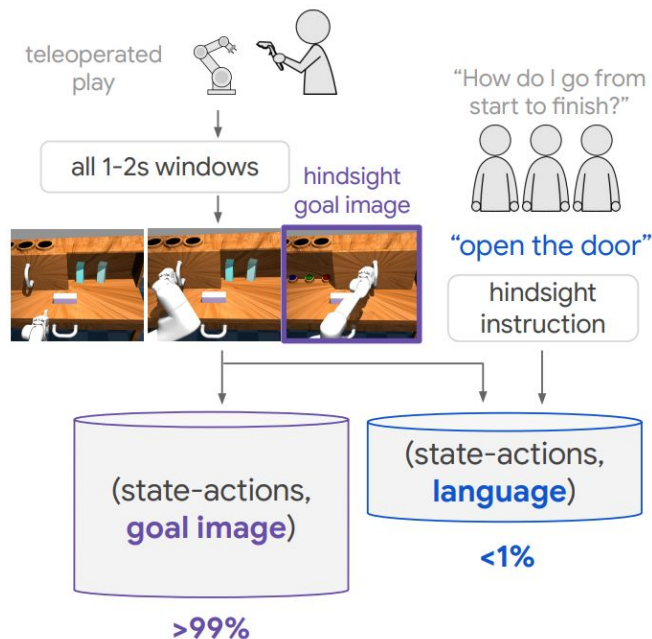 teleoperated
play
“How do I go from
start to finish?”
all 1-2s windows
hindsight
goal image
“open the door”
hindsight
instruction
(state-actions,
goal image)
>99%
(state-actions,
language)
<1%